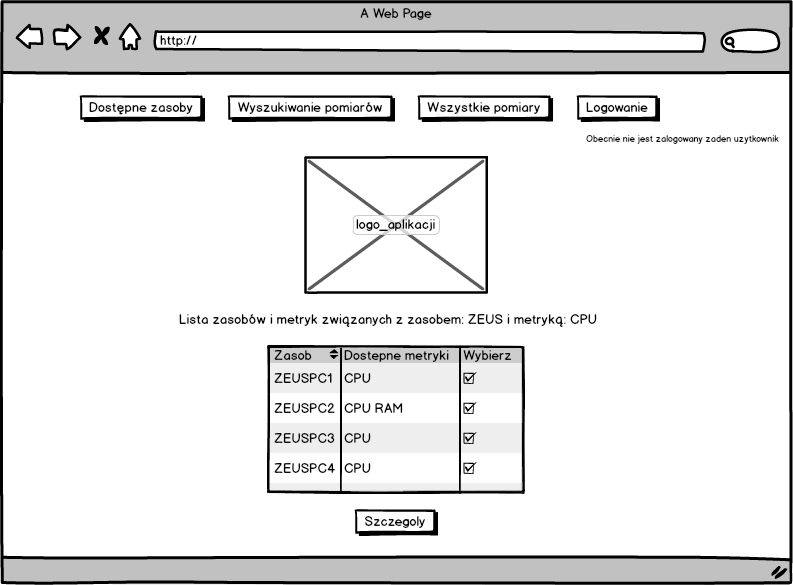 A Web Page
http://
Dostępne zasoby Wyszukiwanie pomiarów Wszystkie pomiary Logowanie
Obecnie nie jest zalogowany zaden uzytkownik
logo_aplikacji
Lista zasobów i metryk związanych z zasobem: ZEUS i metryką: CPU
Zasob Dostepne metryki Wybierz
ZEUSPC1 CPU
ZEUSPC2 CPU RAM
ZEUSPC3 CPU
ZEUSPC4 CPU
Szczegoly